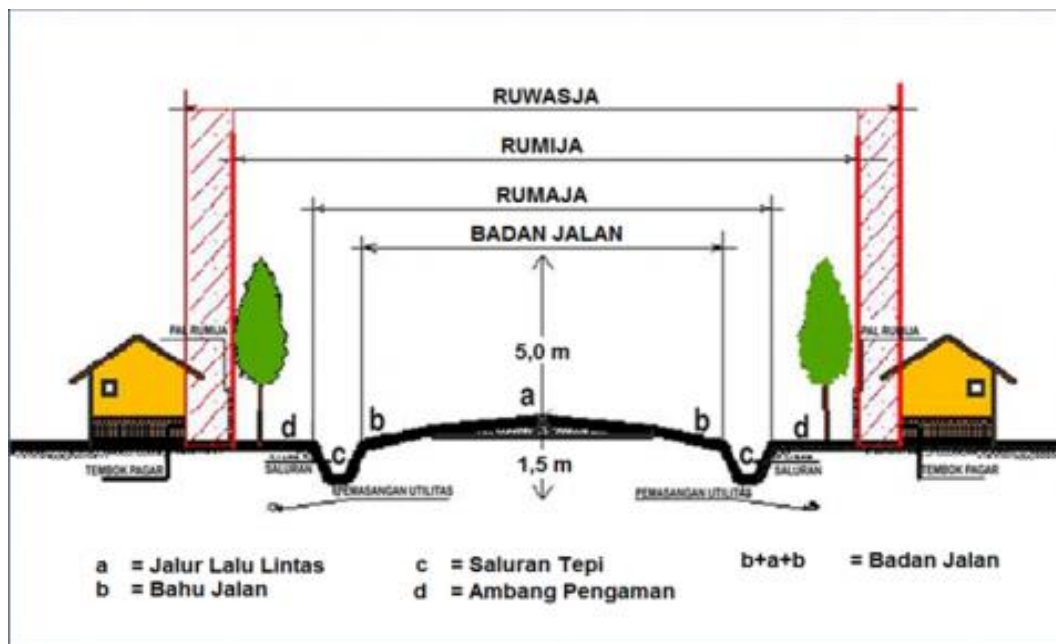 RUWASJA
RUMIJA
RUMAJA
BADAN JALAN
PAL RUMIJA
PAL RUMIJA
5,0 m
a
b
b
d
d
c
c
SALURAN
1,5 m
SALURAN
TEMBOK PAGAR
TEMBOK PAGAR
PEMASANGAN UTILITAS
PEMASANGAN UTILITAS
a = Jalur Lalu Lintas
c = Saluran Tepi
b+a+b = Badan Jalan
b = Bahu Jalan
d = Ambang Pengaman